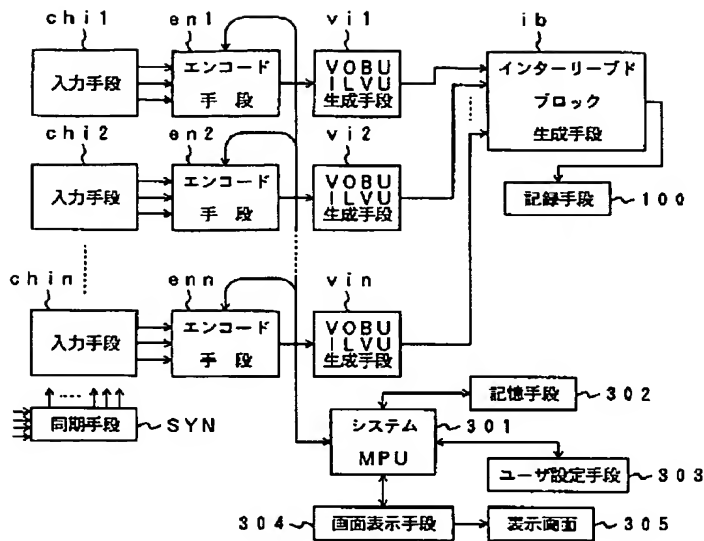 chi1
en1
vi1
ib
入力手段
エンコード
手段
VOBU
ILVU
生成手段
インターリーブド
ブロック
生成手段
chi2
en2
vi2
入力手段
エンコード
手段
VOBU
ILVU
生成手段
記録手段
100
chin
enn
vin
入力手段
エンコード
手段
VOBU
ILVU
生成手段
同期手段
SYN
記憶手段
302
システム
MPU
301
ユーザ設定手段
303
304
画面表示手段
表示画面
305